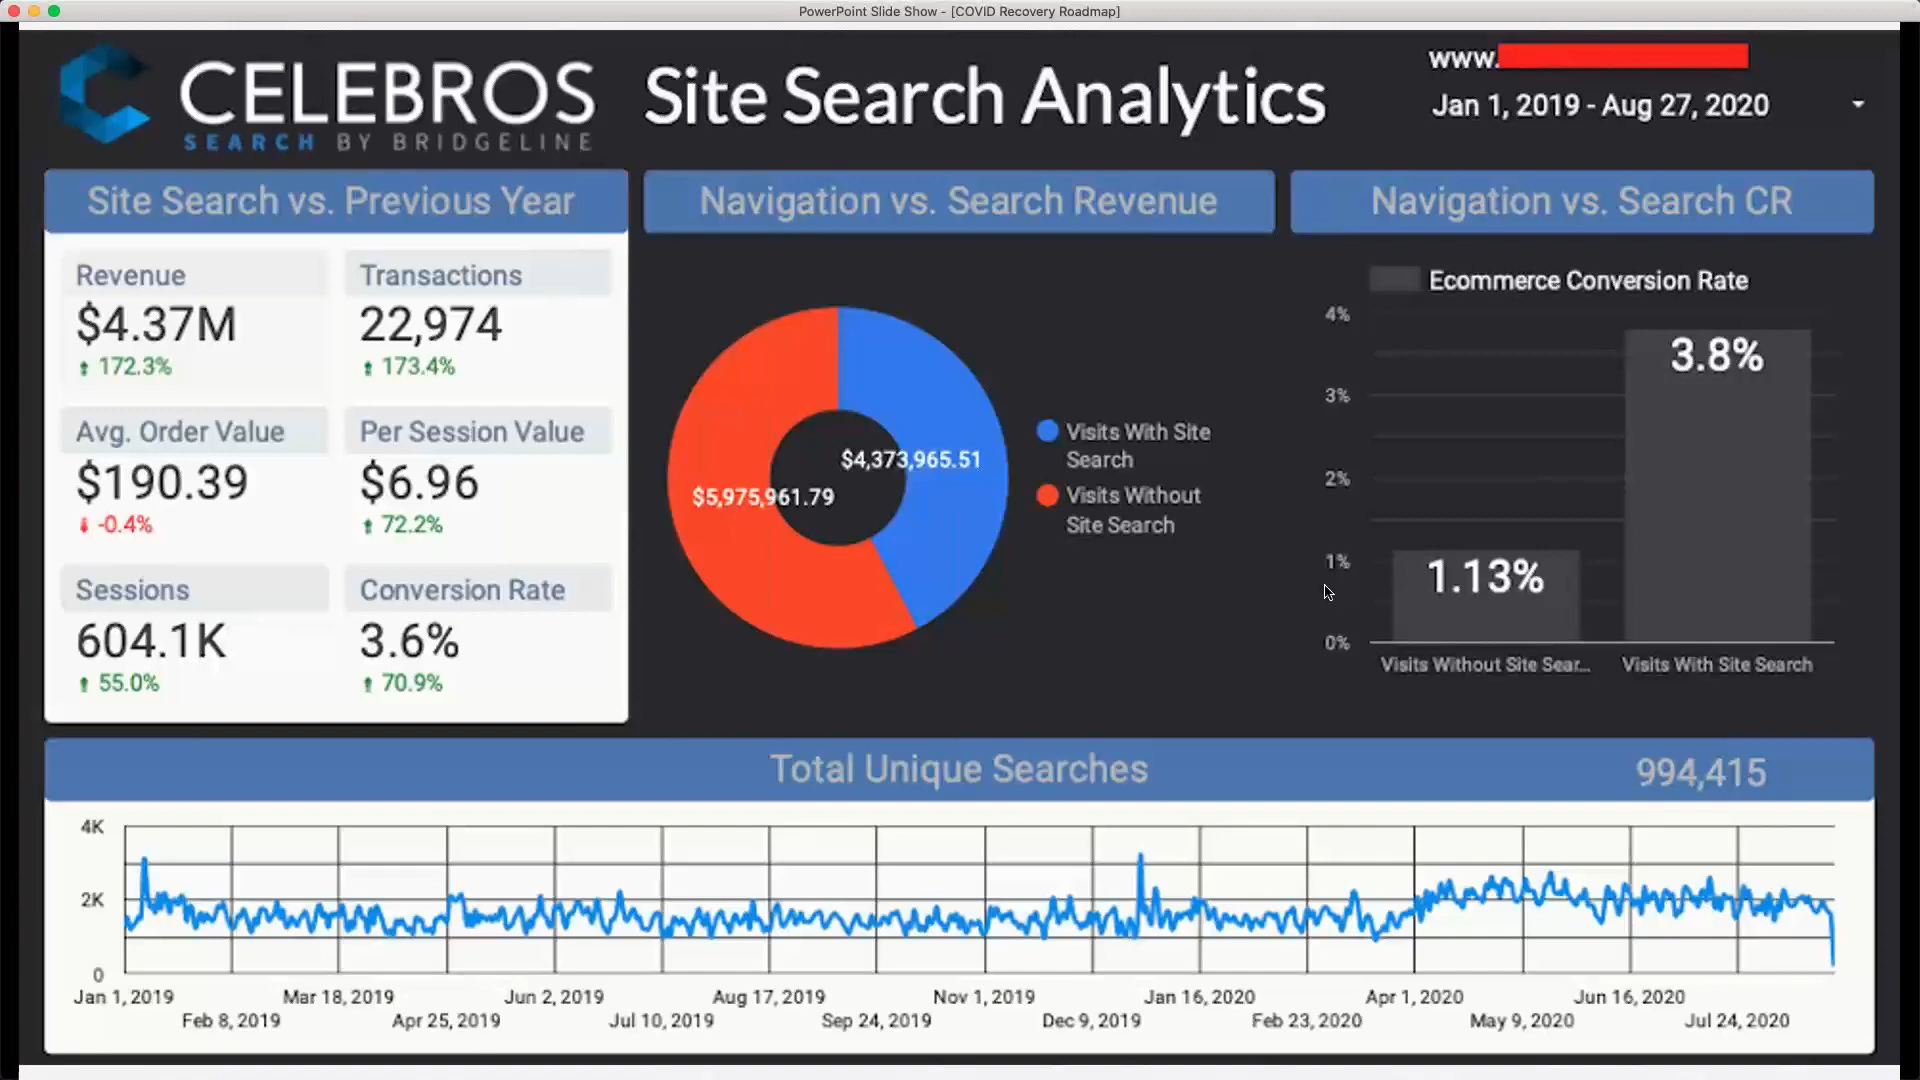 PowerPoint Slide Show - [COVID Recovery Roadmap]
CELEBROS
SEARCH BY BRIDGELINE
Site Search Analytics
www.
Jan 1, 2019 - Aug 27, 2020
Site Search vs. Previous Year
Revenue
$4.37M
172.3%
Transactions
22,974
173.4%
Avg. Order Value
$190.39
-0.4%
Per Session Value
$6.96
72.2%
Sessions
604.1K
55.0%
Conversion Rate
3.6%
70.9%
Navigation vs. Search Revenue
$4,373,965.51
$5,975,961.79
Visits With Site
Search
Visits Without
Site Search
Navigation vs. Search CR
Ecommerce Conversion Rate
4%
3%
2%
1%
0%
3.8%
1.13%
Visits Without Site Sear...
Visits With Site Search
Total Unique Searches
994,415
4K
2K
0
Jan 1, 2019
Feb 8, 2019
Mar 18, 2019
Apr 25, 2019
Jun 2, 2019
Jul 10, 2019
Aug 17, 2019
Sep 24, 2019
Nov 1, 2019
Dec 9, 2019
Jan 16, 2020
Feb 23, 2020
Apr 1, 2020
May 9, 2020
Jun 16, 2020
Jul 24, 2020